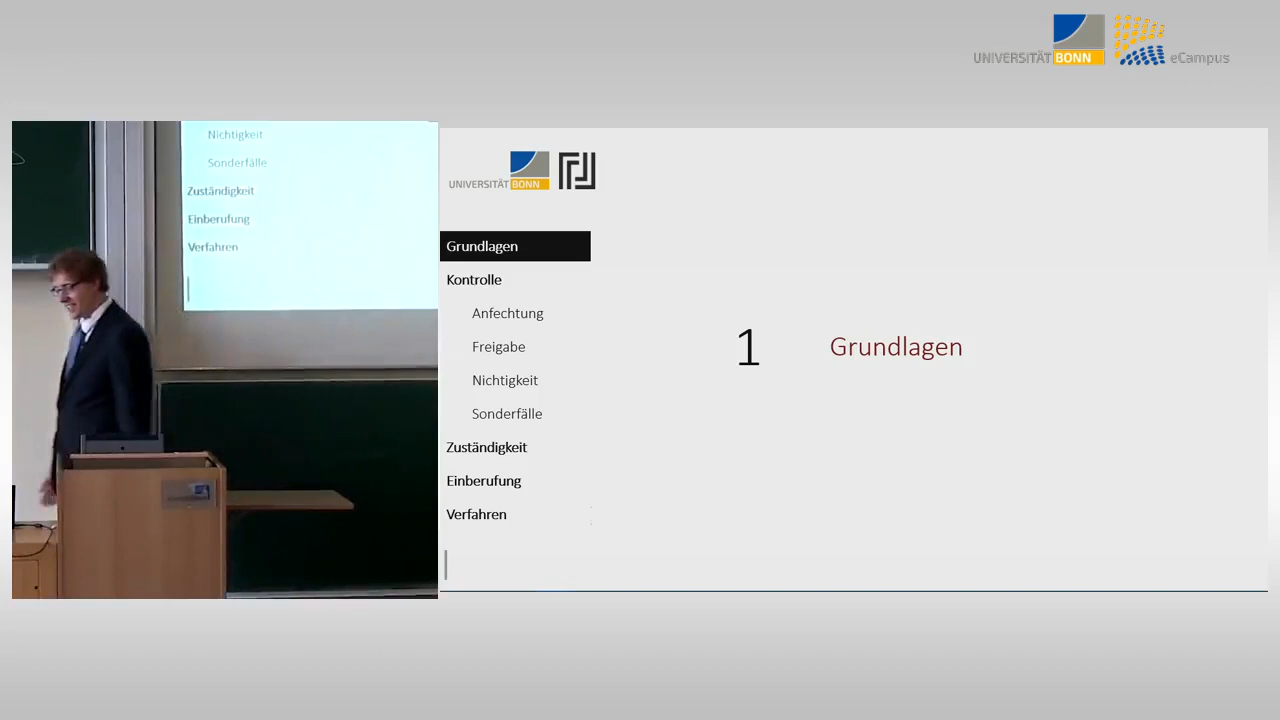 UNIVERSITÄT BONN eCampus
Nichtigkeit
Sonderfälle
Zuständigkeit
Einberufung
Verfahren
UNIVERSITÄT BONN
Grundlagen
Kontrolle
Anfechtung
Freigabe
Nichtigkeit
Sonderfälle
Zuständigkeit
Einberufung
Verfahren
1 Grundlagen